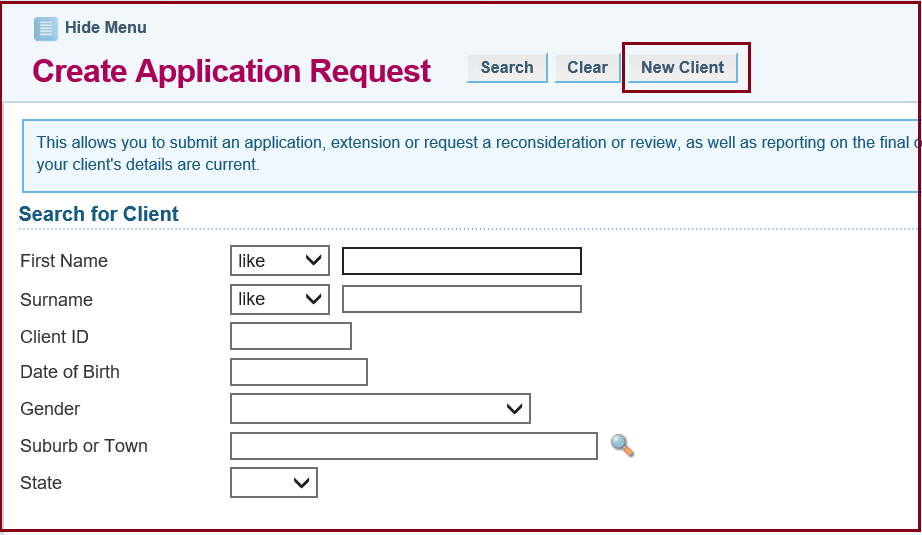 Hide Menu
Create Application Request
Search Clear New Client
This allows you to submit an application, extension or request a reconsideration or review, as well as reporting on the final
your client's details are current.
Search for Client
First Name like
Surname like
Client ID
Date of Birth
Gender
Suburb or Town
State